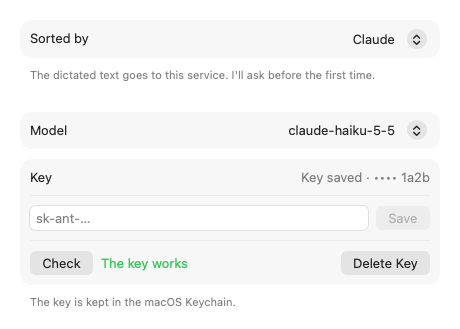 Sorted by
Claude
The dictated text goes to this service. I'll ask before the first time.
Model
claude-haiku-5-5
Key
Key saved · •••• 1a2b
sk-ant-...
Save
Check
The key works
Delete Key
The key is kept in the macOS Keychain.